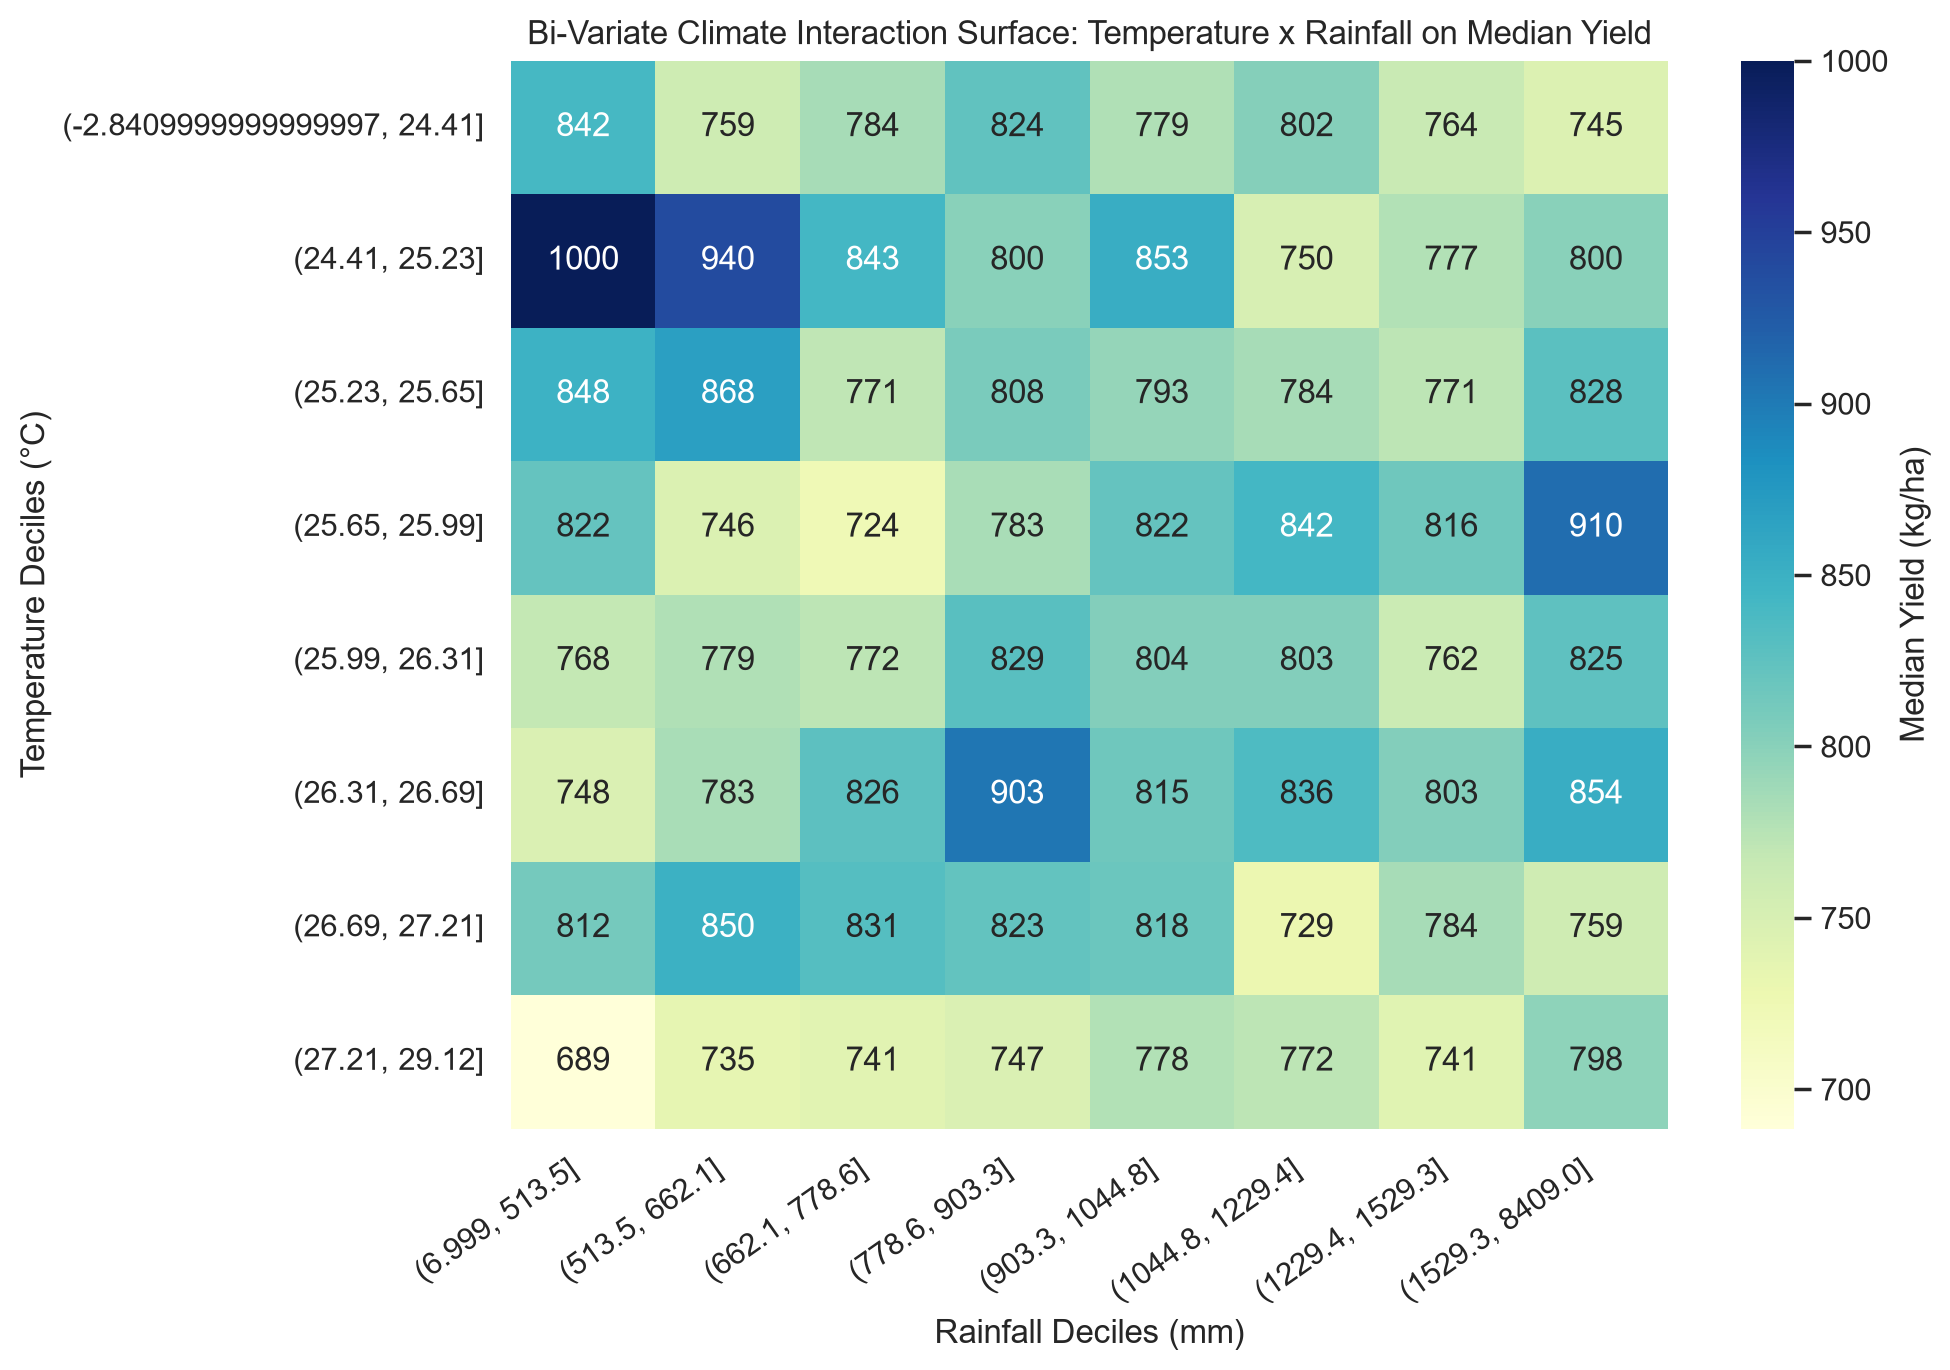 Bi-Variate Climate Interaction Surface: Temperature x Rainfall on Median Yield
Temperature Deciles (°C)
(-2.8409999999999997, 24.41] 842 759 784 824 779 802 764 745
(24.41, 25.23] 1000 940 843 800 853 750 777 800
(25.23, 25.65] 848 868 771 808 793 784 771 828
(25.65, 25.99] 822 746 724 783 822 842 816 910
(25.99, 26.31] 768 779 772 829 804 803 762 825
(26.31, 26.69] 748 783 826 903 815 836 803 854
(26.69, 27.21] 812 850 831 823 818 729 784 759
(27.21, 29.12] 689 735 741 747 778 772 741 798
(6.999, 513.5]
(513.5, 662.1]
(662.1, 778.6]
(778.6, 903.3]
(903.3, 1044.8]
(1044.8, 1229.4]
(1229.4, 1529.3]
(1529.3, 8409.0]
Rainfall Deciles (mm)
1000
950
900
850
800
750
700
Median Yield (kg/ha)